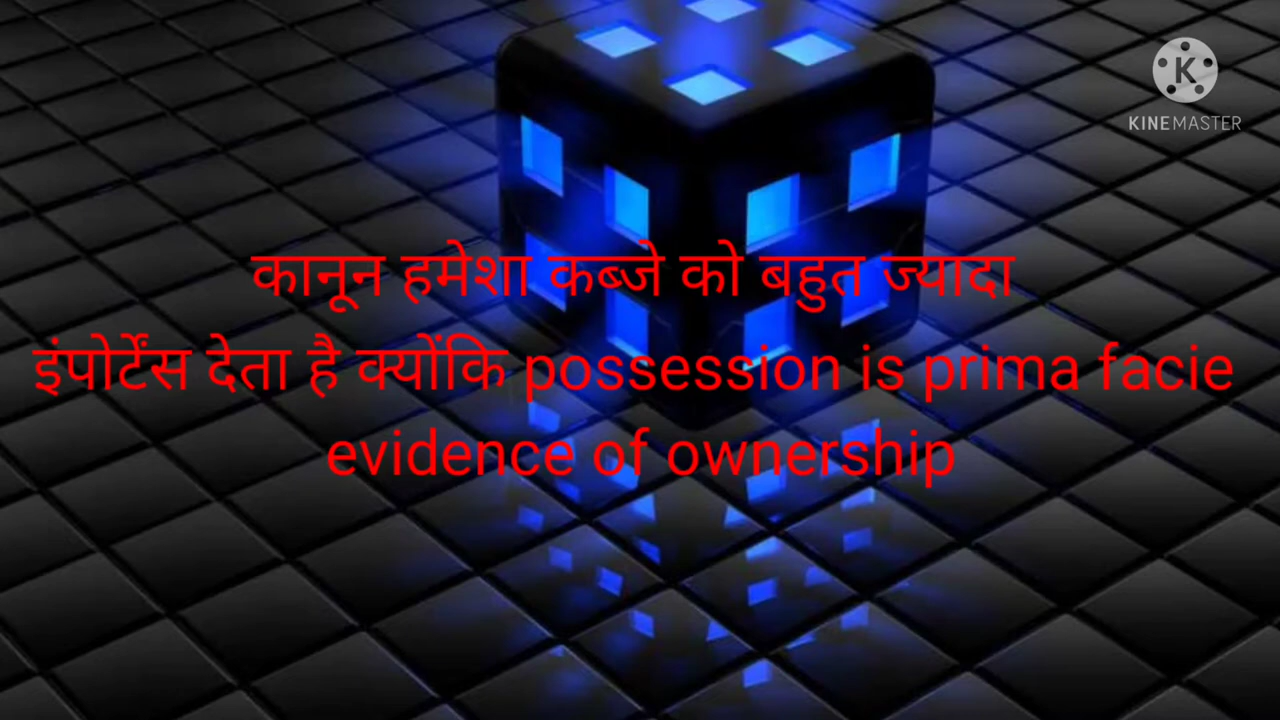 KINEMASTER
कानून हमेशा कब्जे को बहुत ज्यादा
इंपोर्टेंस देता है क्योंकि possession is prima facie
evidence of ownership